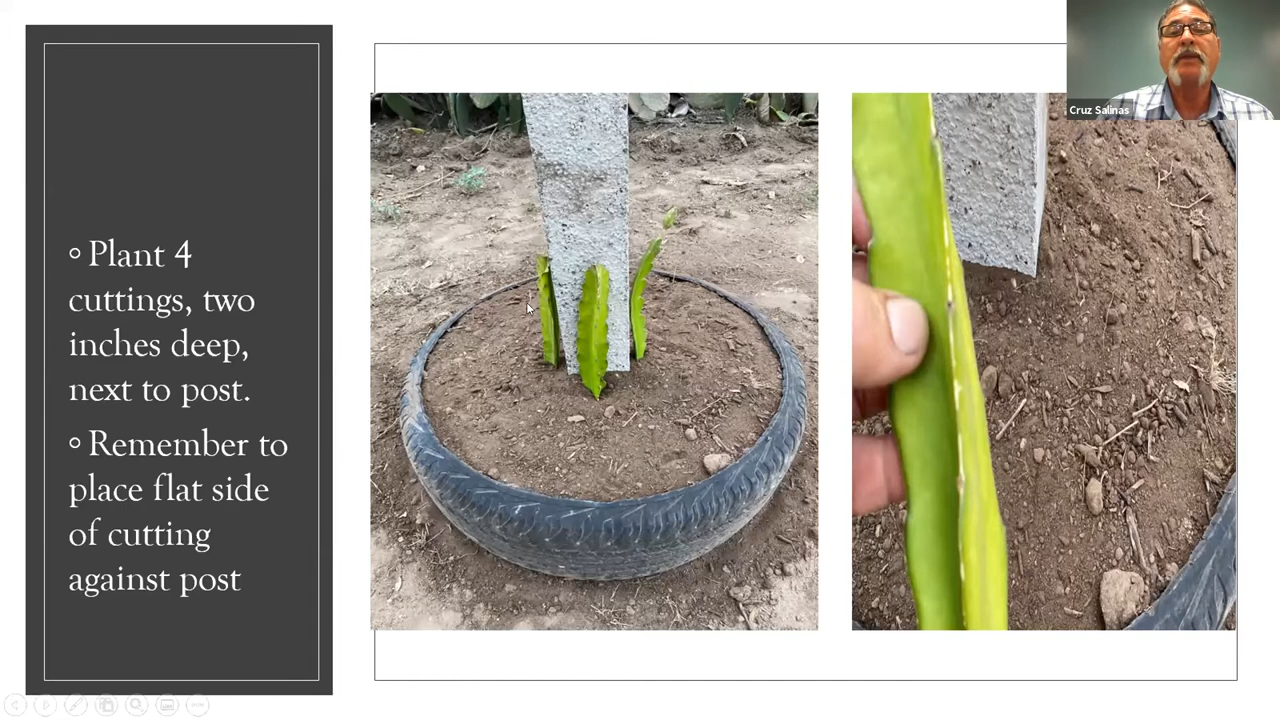 ◦ Plant 4
cuttings, two
inches deep,
next to post.
◦ Remember to
place flat side
of cutting
against post
Cruz Salinas